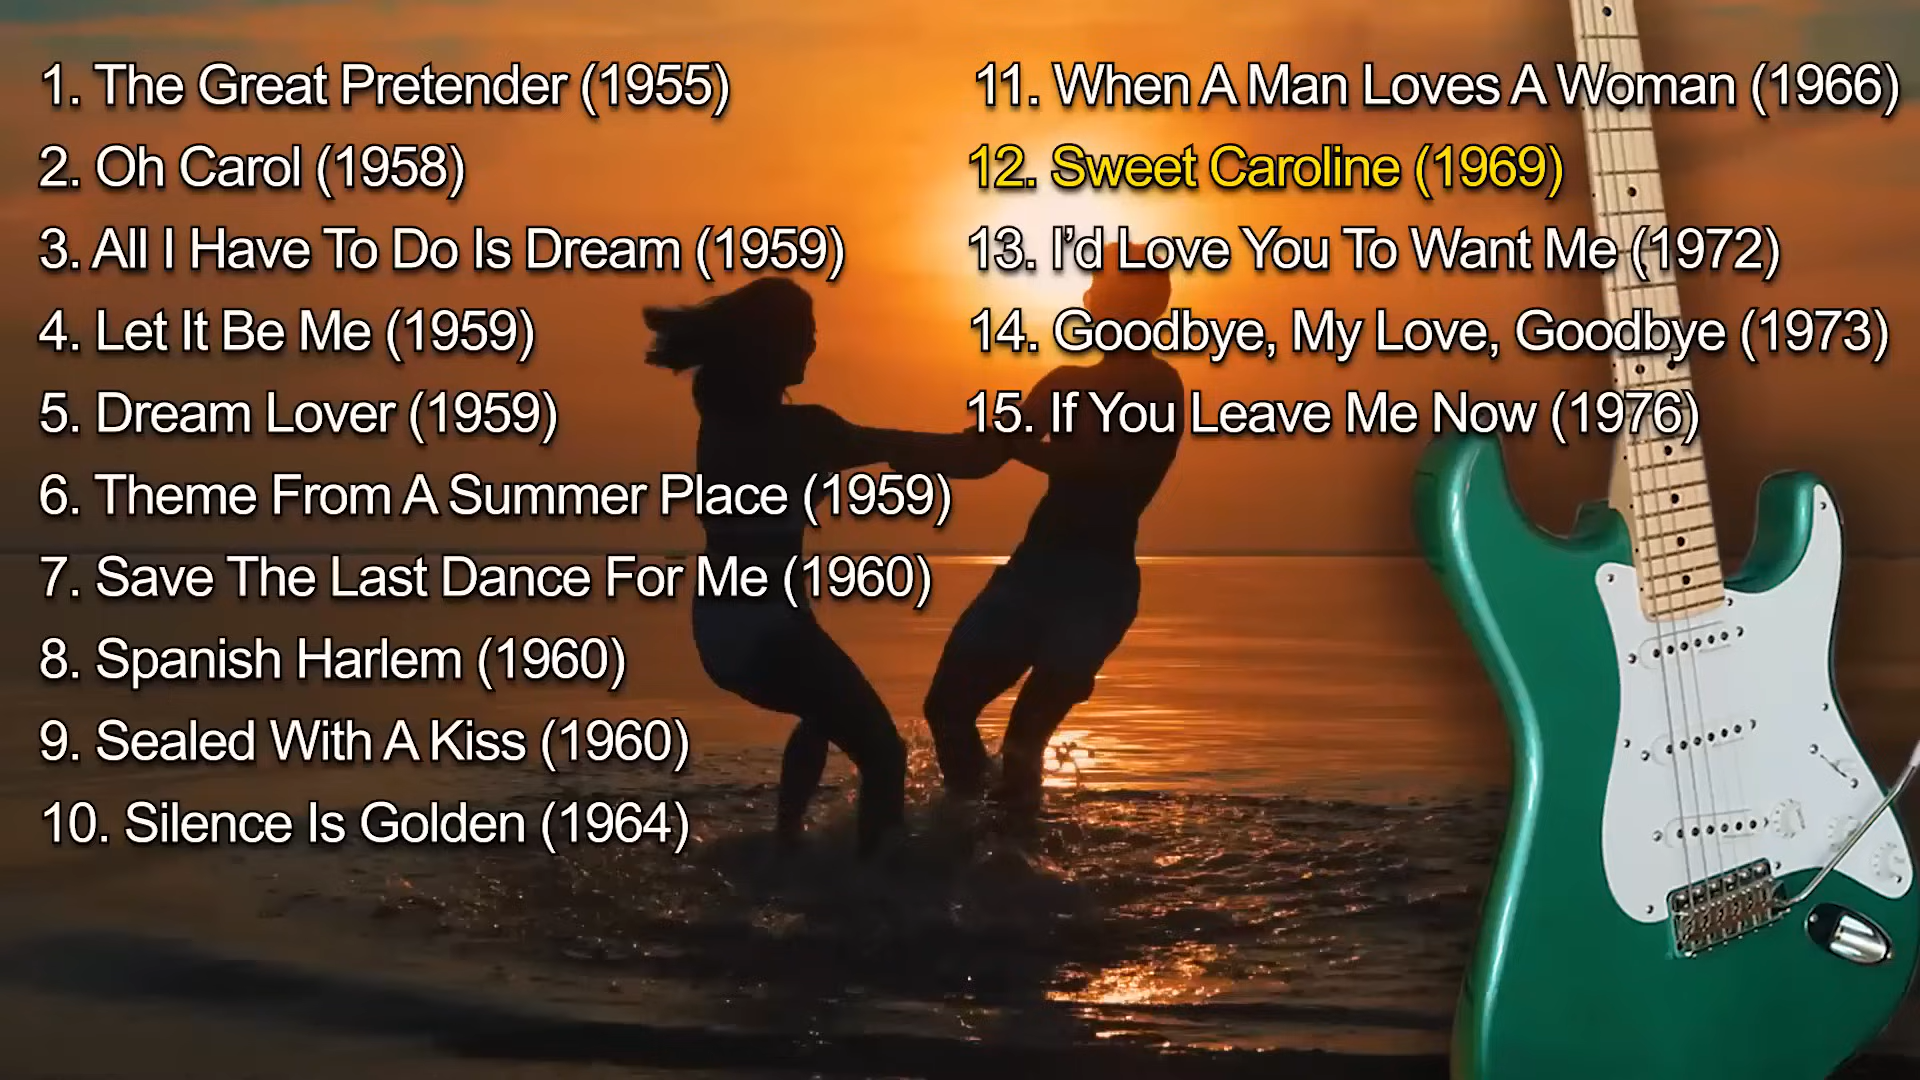 1. The Great Pretender (1955)
2. Oh Carol (1958)
3. All I Have To Do Is Dream (1959)
4. Let It Be Me (1959)
5. Dream Lover (1959)
6. Theme From A Summer Place (1959)
7. Save The Last Dance For Me (1960)
8. Spanish Harlem (1960)
9. Sealed With A Kiss (1960)
10. Silence Is Golden (1964)
11. When A Man Loves A Woman (1966)
12. Sweet Caroline (1969)
13. I’d Love You To Want Me (1972)
14. Goodbye, My Love, Goodbye (1973)
15. If You Leave Me Now (1976)